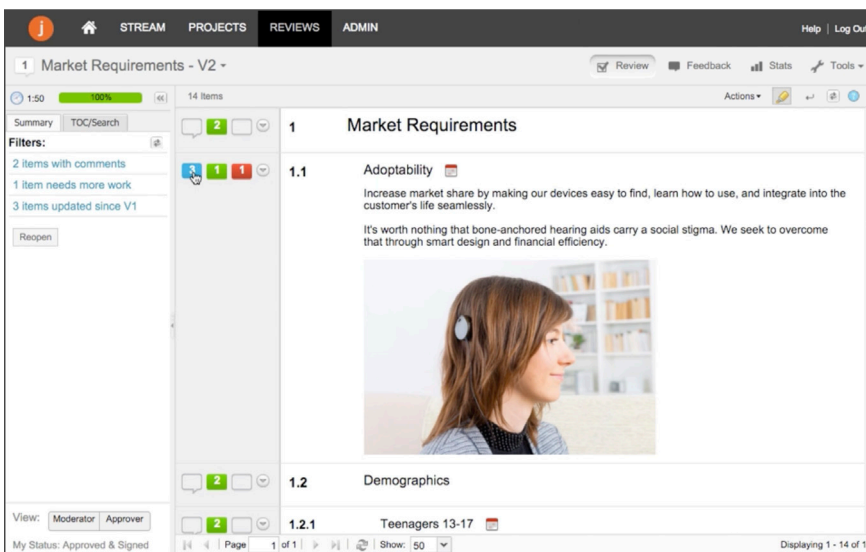 j STREAM PROJECTS REVIEWS ADMIN Help | Log Out
1 Market Requirements - V2 Review Feedback Stats Tools
1:50 100% 14 Items Actions
Summary TOC/Search 2 1 Market Requirements
Filters:
2 items with comments 3 1 1 1.1 Adoptability
1 item needs more work Increase market share by making our devices easy to find, learn how to use, and integrate into the
3 items updated since V1 customer's life seamlessly.
Reopen It's worth nothing that bone-anchored hearing aids carry a social stigma. We seek to overcome
that through smart design and financial efficiency.
2 1.2 Demographics
View: Moderator Approver 2 1.2.1 Teenagers 13-17
My Status: Approved & Signed Page 1 of 1 Show: 50 Displaying 1 - 14 of 1